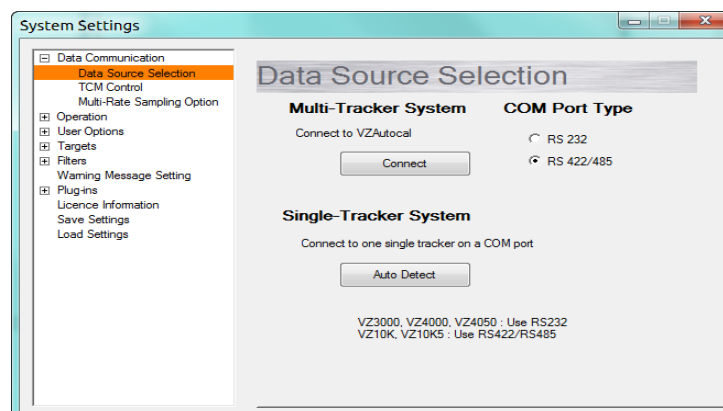 System Settings
Data Communication
Data Source Selection
TCM Control
Multi-Rate Sampling Option
Operation
User Options
Targets
Filters
Warning Message Setting
Plug-ins
Licence Information
Save Settings
Load Settings
Data Source Selection
Multi-Tracker System
COM Port Type
Connect to VZAutocal
RS 232
Connect
RS 422/485
Single-Tracker System
Connect to one single tracker on a COM port
Auto Detect
VZ3000, VZ4000, VZ4050 : Use RS232
VZ10K, VZ10K5 : Use RS422/RS485